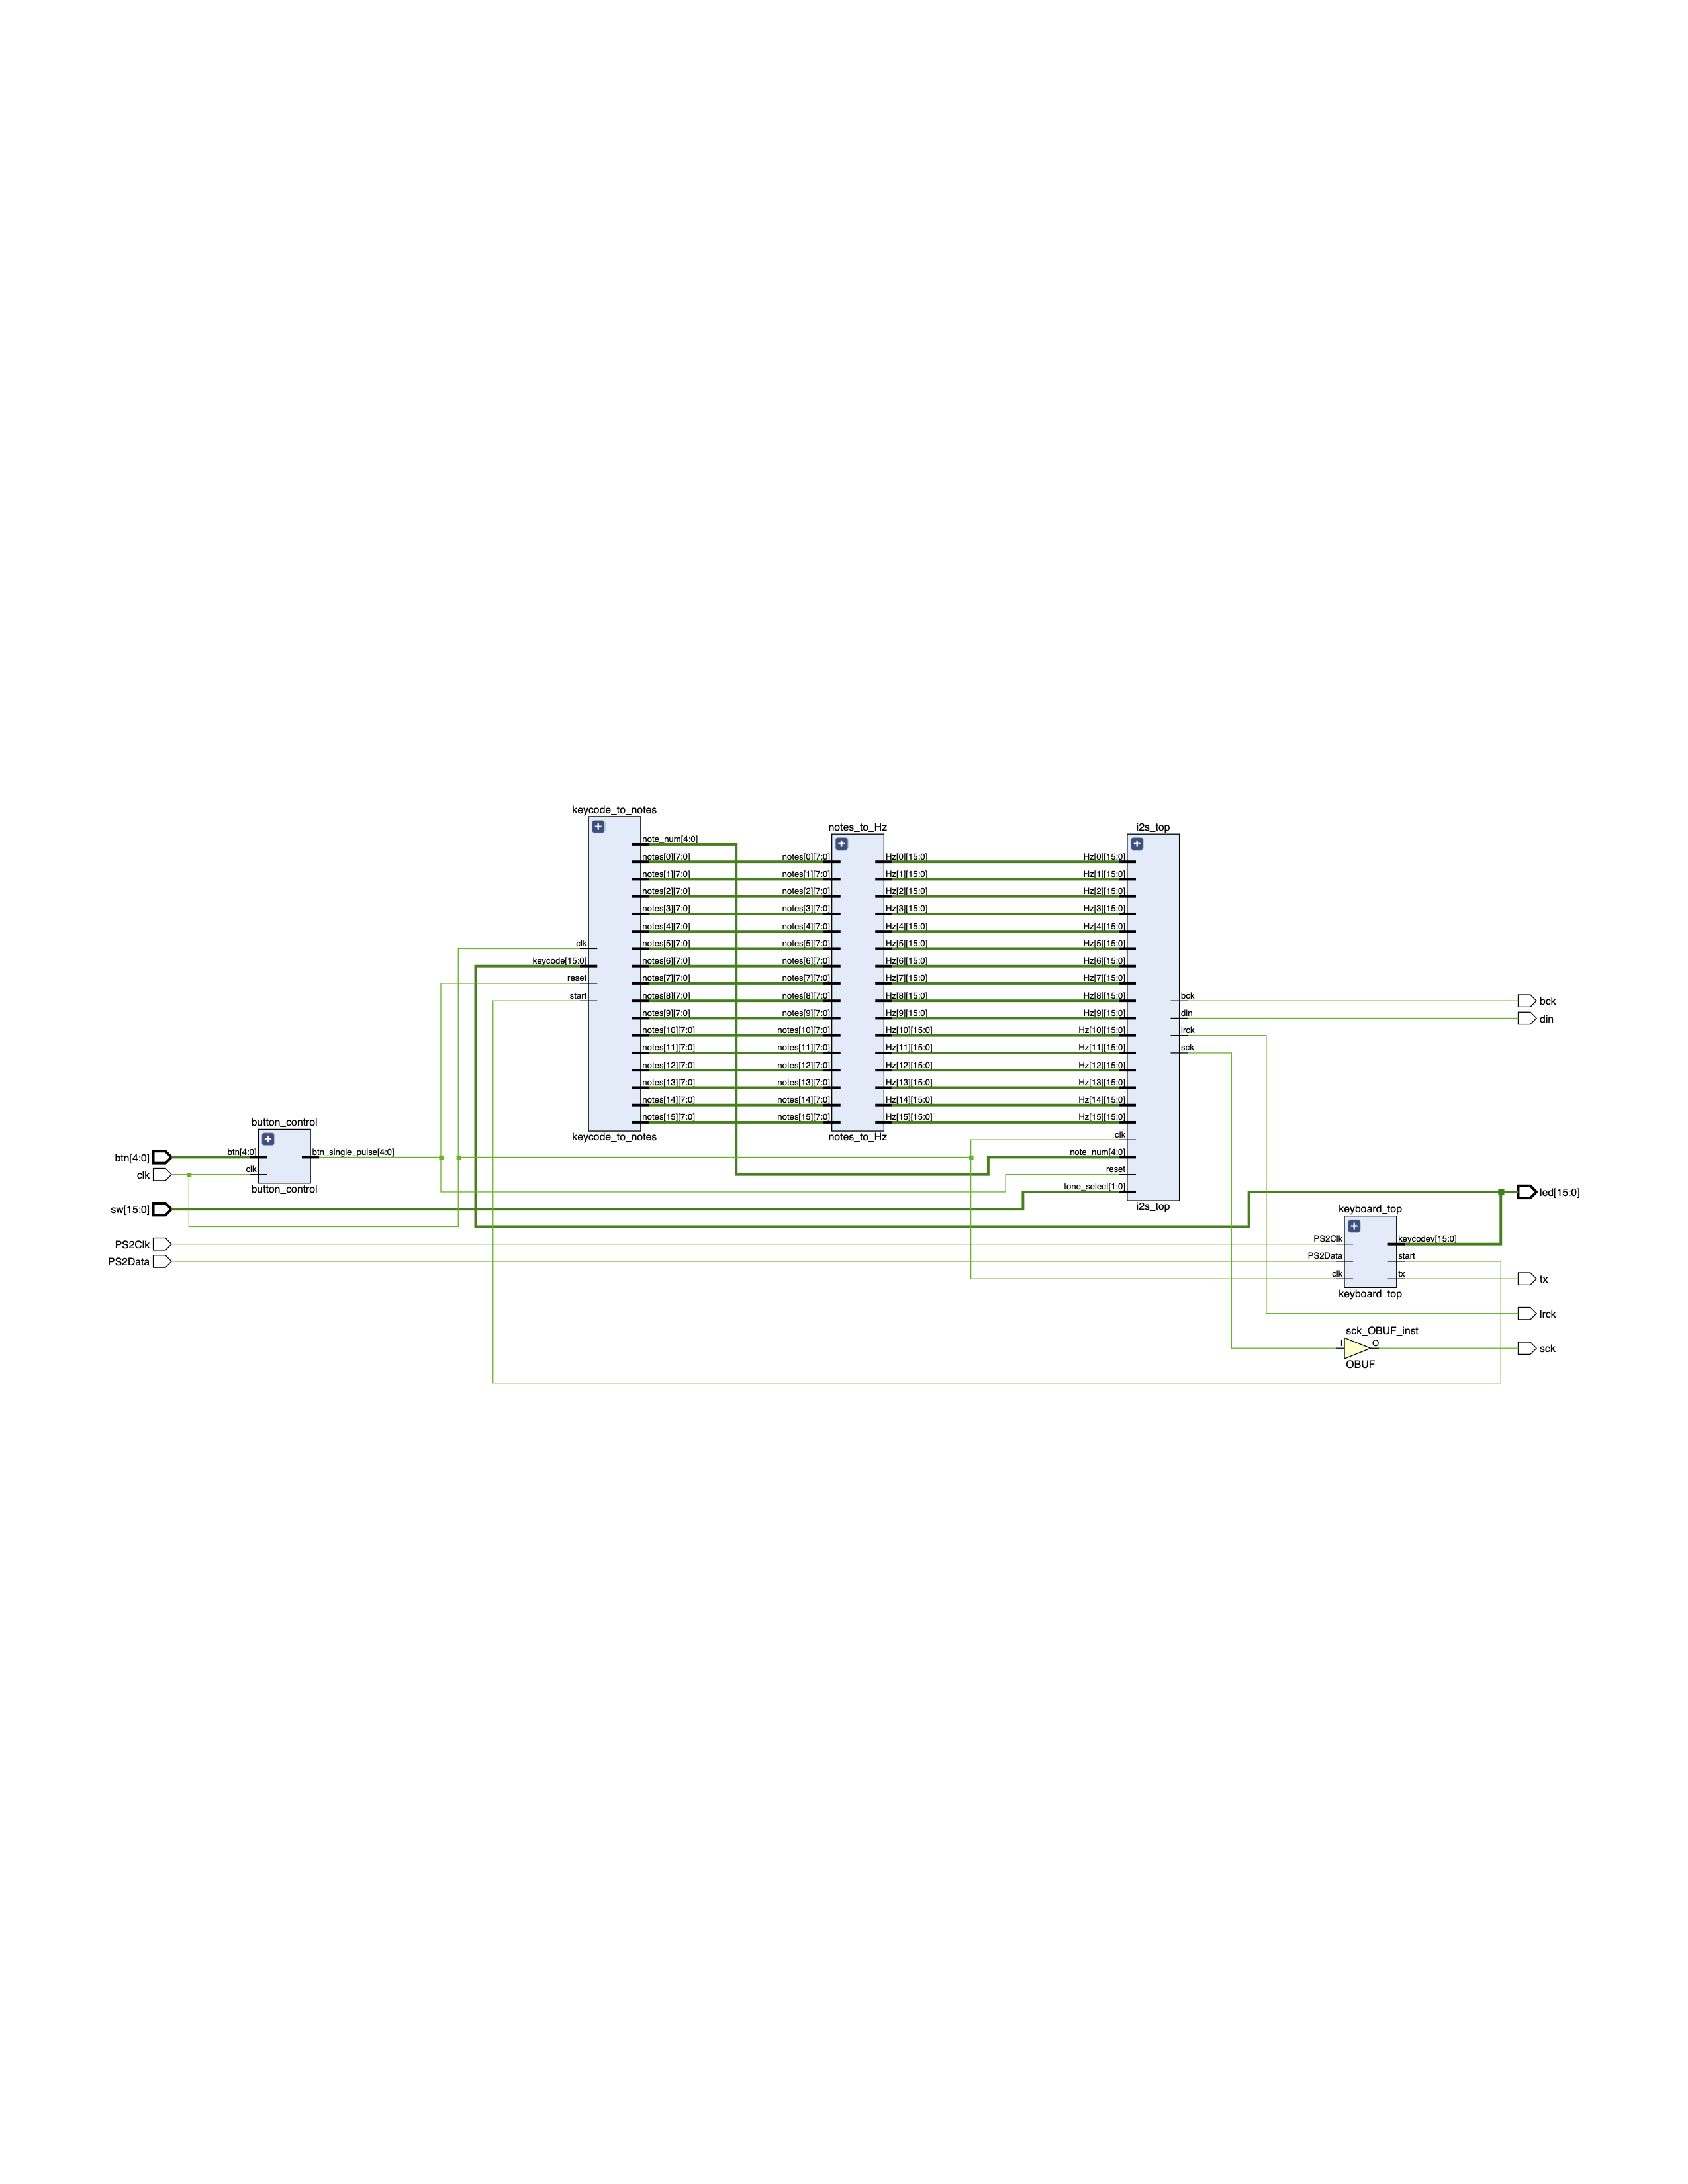 keycode_to_notes
note_num[4:0]
notes[0][7:0]
notes[1][7:0]
notes[2][7:0]
notes[3][7:0]
notes[4][7:0]
clk
notes[5][7:0]
keycode[15:0]
notes[6][7:0]
reset
notes[7][7:0]
start
notes[8][7:0]
notes[9][7:0]
notes[10][7:0]
notes[11][7:0]
notes[12][7:0]
notes[13][7:0]
notes[14][7:0]
notes[15][7:0]
keycode_to_notes
notes_to_Hz
notes[0][7:0] Hz[0][15:0]
notes[1][7:0] Hz[1][15:0]
notes[2][7:0] Hz[2][15:0]
notes[3][7:0] Hz[3][15:0]
notes[4][7:0] Hz[4][15:0]
notes[5][7:0] Hz[5][15:0]
notes[6][7:0] Hz[6][15:0]
notes[7][7:0] Hz[7][15:0]
notes[8][7:0] Hz[8][15:0]
notes[9][7:0] Hz[9][15:0]
notes[10][7:0] Hz[10][15:0]
notes[11][7:0] Hz[11][15:0]
notes[12][7:0] Hz[12][15:0]
notes[13][7:0] Hz[13][15:0]
notes[14][7:0] Hz[14][15:0]
notes[15][7:0] Hz[15][15:0]
notes_to_Hz
i2s_top
Hz[0][15:0]
Hz[1][15:0]
Hz[2][15:0]
Hz[3][15:0]
Hz[4][15:0]
Hz[5][15:0]
Hz[6][15:0]
Hz[7][15:0]
Hz[8][15:0] bck
Hz[9][15:0] din
Hz[10][15:0] lrck
Hz[11][15:0] sck
Hz[12][15:0]
Hz[13][15:0]
Hz[14][15:0]
Hz[15][15:0]
clk
note_num[4:0]
reset
tone_select[1:0]
i2s_top
bck
din
button_control
btn[4:0] btn[4:0] btn_single_pulse[4:0]
clk clk
button_control
sw[15:0]
PS2Clk
PS2Data
led[15:0]
keyboard_top
PS2Clk keycodev[15:0]
PS2Data start
clk tx
keyboard_top
tx
lrck
sck_OBUF_inst
I O
OBUF
sck